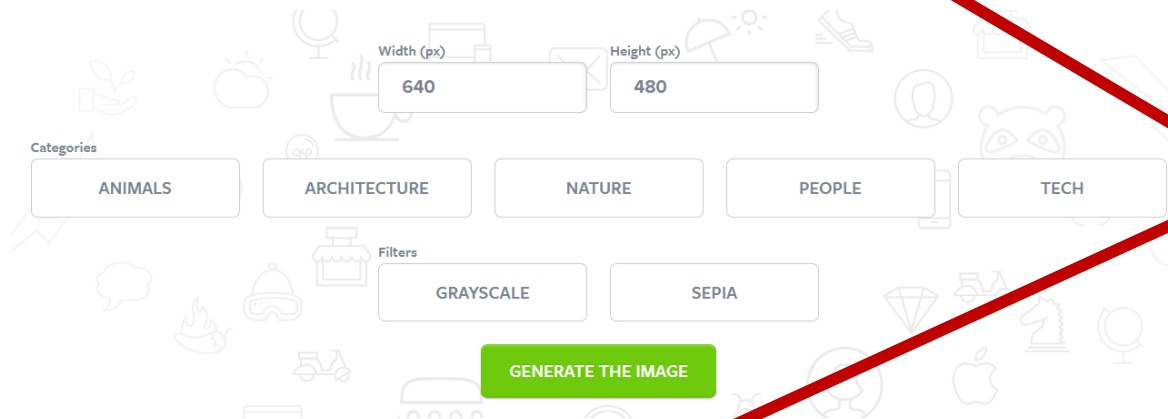 Width (px) Height (px)
640 480
Categories
ANIMALS ARCHITECTURE NATURE PEOPLE TECH
Filters
GRAYSCALE SEPIA
GENERATE THE IMAGE